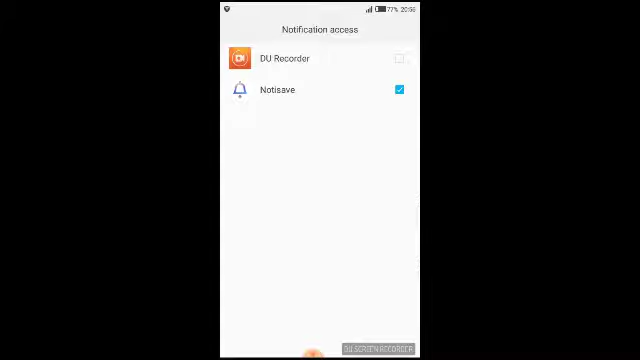 77% 20:56
Notification access
DU Recorder
Notisave
DU SCREEN RECORDER